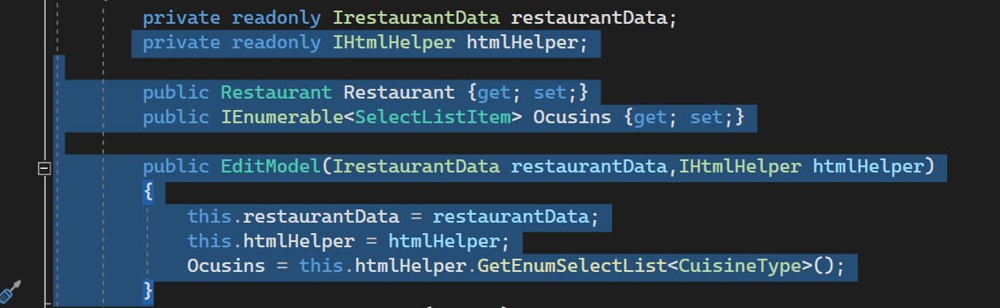 private readonly IrestaurantData restaurantData;
private readonly IHtmlHelper htmlHelper;
public Restaurant Restaurant {get; set;}
public IEnumerable<SelectListItem> Ocusins {get; set;}
public EditModel(IrestaurantData restaurantData,IHtmlHelper htmlHelper)
{
this.restaurantData = restaurantData;
this.htmlHelper = htmlHelper;
Ocusins = this.htmlHelper.GetEnumSelectList<CuisineType>();
}